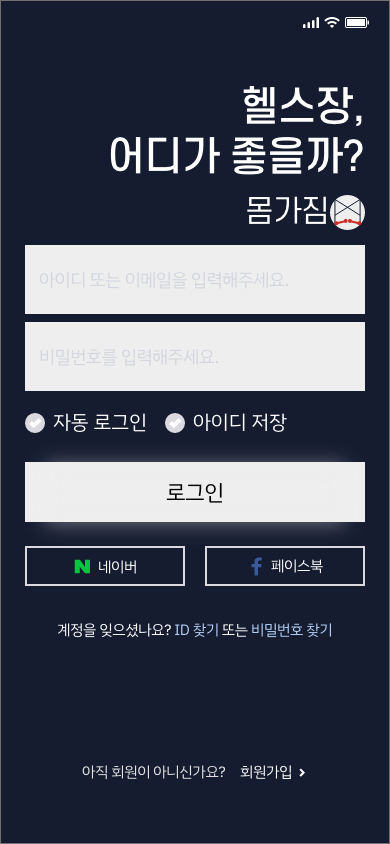 헬스장,
어디가 좋을까?
몸가짐
아이디 또는 이메일을 입력해주세요.
비밀번호를 입력해주세요.
자동 로그인 아이디 저장
로그인
네이버 페이스북
계정을 잊으셨나요? ID 찾기 또는 비밀번호 찾기
아직 회원이 아니신가요? 회원가입 >